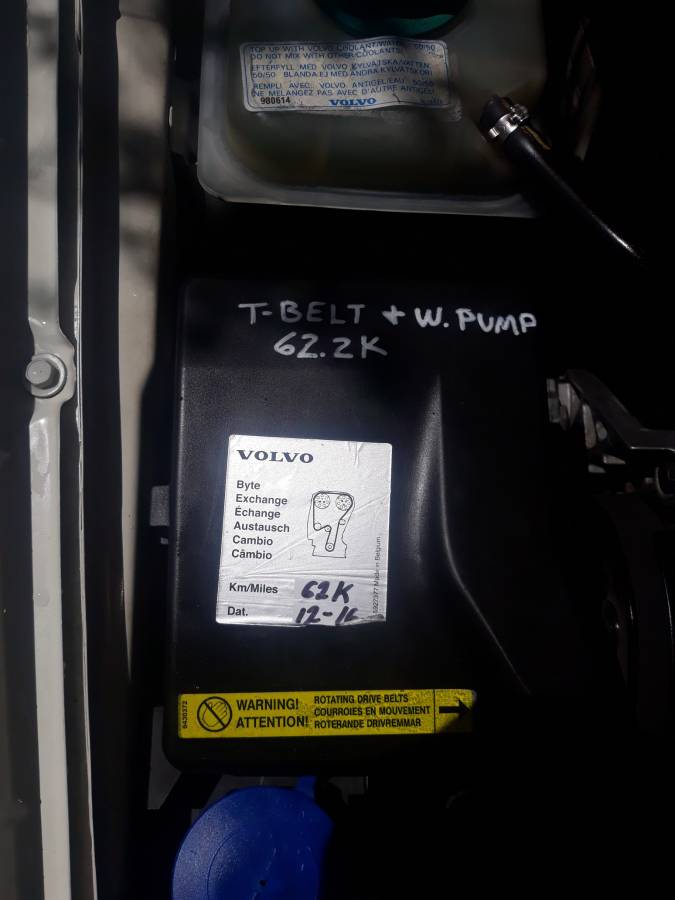 TOP UP WITH VOLVO COOLANT/WATER 50/50
DO NOT MIX WITH OTHER COOLANTS!
EFTERFYLL MED VOLVO KYLVÄTSKA/VATTEN
50/50 BLANDA EJ MED ANDRA KYLVÄTSKOR!
REMPLI AVEC VOLVO ANTIGEL/EAU 50/50
NE MELANGEZ PAS AVEC D'AUTRE ANTIGEL!
980614 VOLVO
T-BELT + W. PUMP
62.2K
VOLVO
Byte
Exchange
Échange
Austausch
Cambio
Câmbio
Km/Miles 62K
Dat. 12-16
Made in Belgium
9430372
WARNING!
ATTENTION!
ROTATING DRIVE BELTS
COURROIES EN MOUVEMENT
ROTERANDE DRIVREMMAR